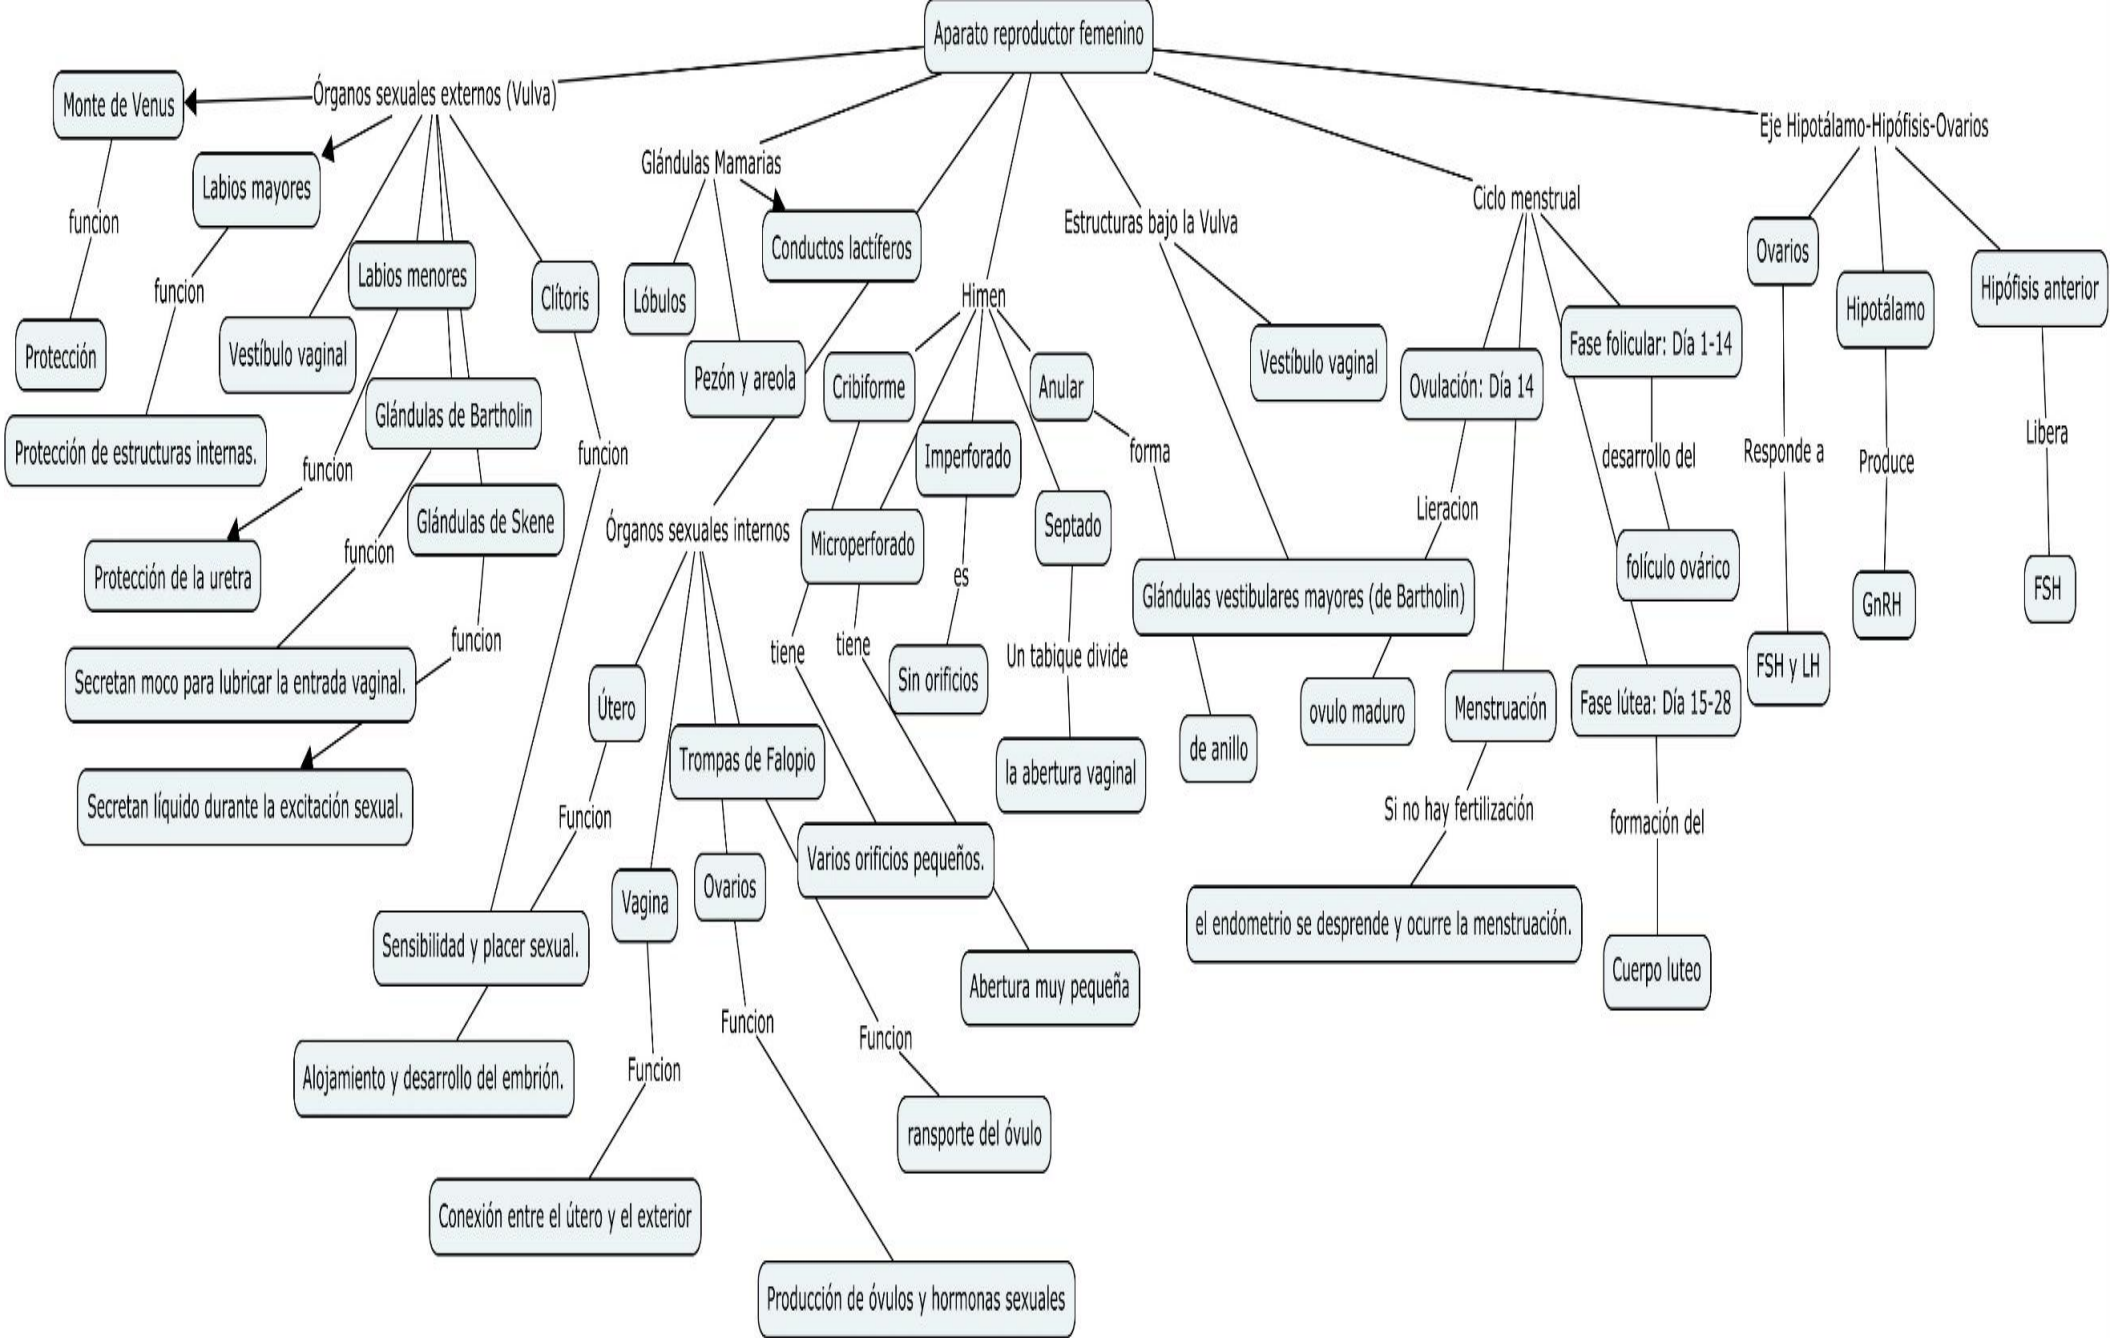 Aparato reproductor femenino
Órganos sexuales externos (Vulva)
Monte de Venus
funcion
Protección
Labios mayores
funcion
Protección de estructuras internas.
Vestíbulo vaginal
Labios menores
funcion
Protección de la uretra
Glándulas de Bartholin
funcion
Secretan moco para lubricar la entrada vaginal.
Glándulas de Skene
funcion
Secretan líquido durante la excitación sexual.
Clítoris
funcion
Sensibilidad y placer sexual.
Glándulas Mamarias
Lóbulos
Pezón y areola
Conductos lactíferos
Órganos sexuales internos
Útero
Funcion
Alojamiento y desarrollo del embrión.
Vagina
Funcion
Conexión entre el útero y el exterior
Ovarios
Funcion
Producción de óvulos y hormonas sexuales
Trompas de Falopio
Funcion
ransporte del óvulo
Himen
Cribiforme
tiene
Varios orificios pequeños.
Microperforado
tiene
Abertura muy pequeña
Imperforado
es
Sin orificios
Septado
Un tabique divide
la abertura vaginal
Anular
forma
de anillo
Estructuras bajo la Vulva
Vestíbulo vaginal
Glándulas vestibulares mayores (de Bartholin)
Ciclo menstrual
Ovulación: Día 14
Lieracion
ovulo maduro
Menstruación
Si no hay fertilización
el endometrio se desprende y ocurre la menstruación.
Fase folicular: Día 1-14
desarrollo del
folículo ovárico
Fase lútea: Día 15-28
formación del
Cuerpo luteo
Eje Hipotálamo-Hipófisis-Ovarios
Ovarios
Responde a
FSH y LH
Hipotálamo
Produce
GnRH
Hipófisis anterior
Libera
FSH